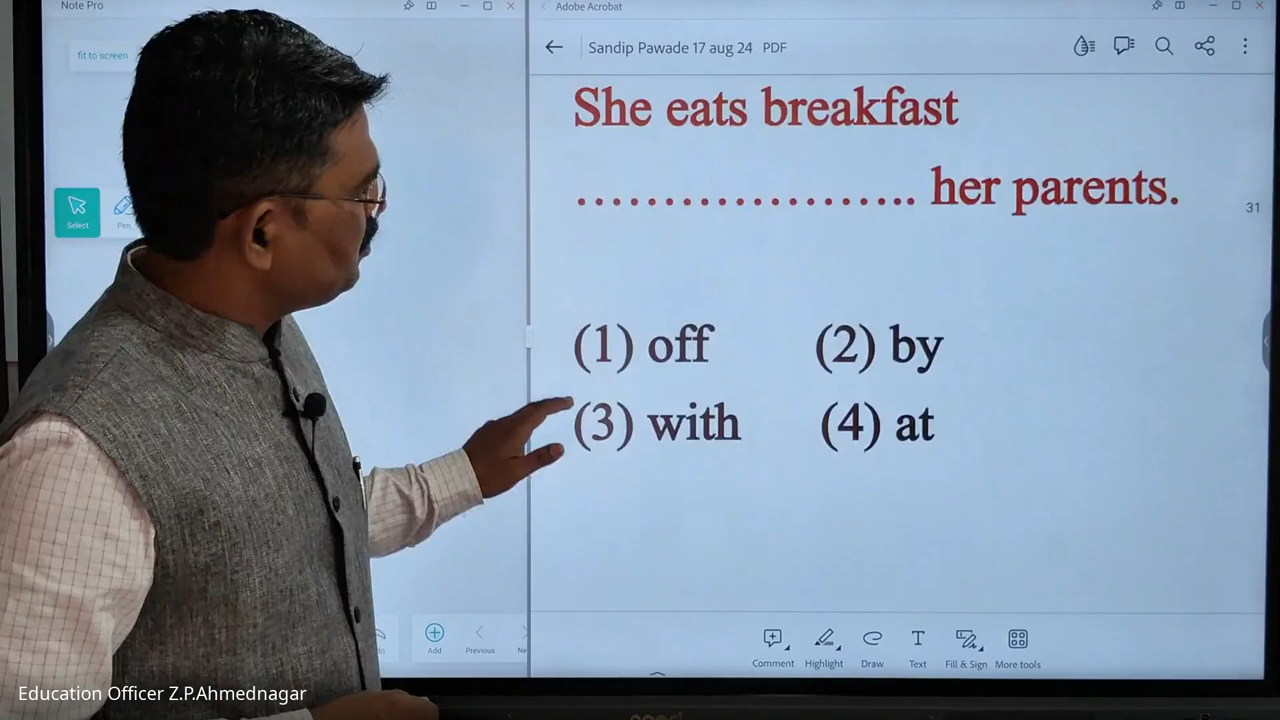 Note Pro
Adobe Acrobat
fit to screen
Sandip Pawade 17 aug 24 PDF
She eats breakfast
................... her parents.
31
Select
Pen
(1) off (2) by
(3) with (4) at
Add
Previous
Ne
Comment
Highlight
Draw
Text
Fill & Sign
More tools
Education Officer Z.P.Ahmednagar